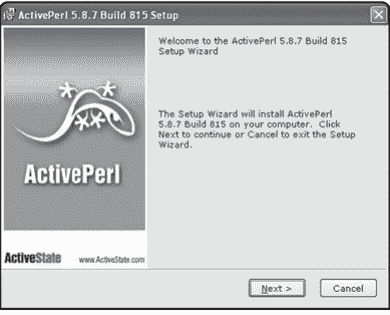 ActivePerl 5.8.7 Build 815 Setup
Welcome to the ActivePerl 5.8.7 Build 815
Setup Wizard
The Setup Wizard will install ActivePerl
5.8.7 Build 815 on your computer. Click
Next to continue or Cancel to exit the Setup
Wizard.
ActivePerl
ActiveState www.ActiveState.com
Next >
Cancel